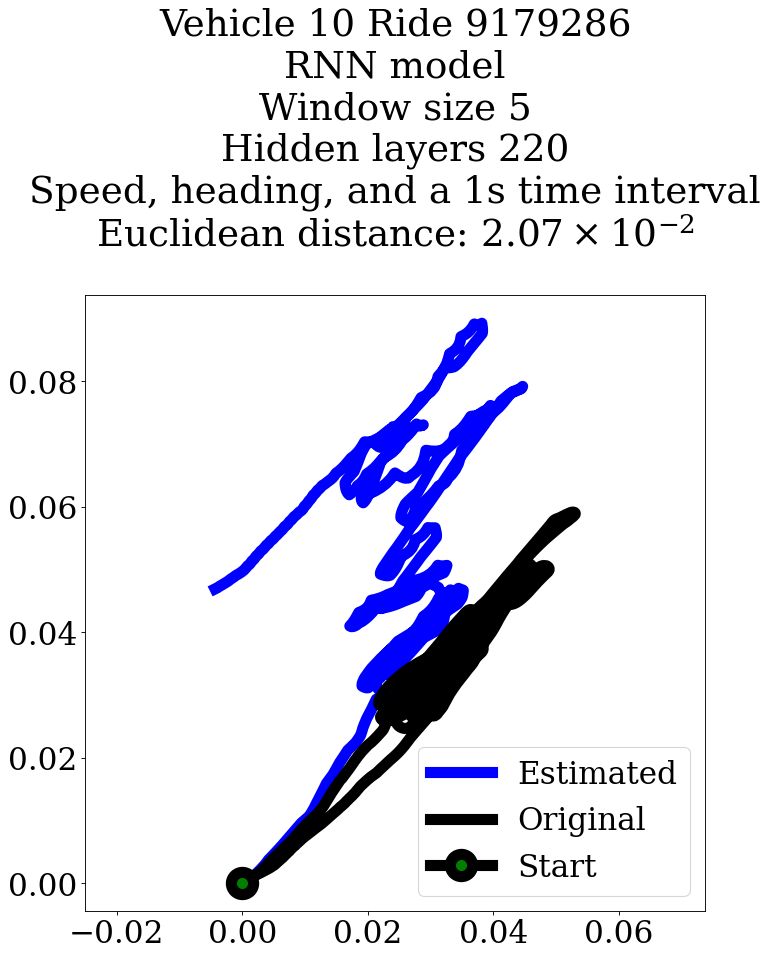 Vehicle 10 Ride 9179286
RNN model
Window size 5
Hidden layers 220
Speed, heading, and a 1s time interval
Euclidean distance: 2.07 × 10⁻²
0.08
0.06
0.04
0.02
0.00
Estimated
Original
Start
−0.02 0.00 0.02 0.04 0.06